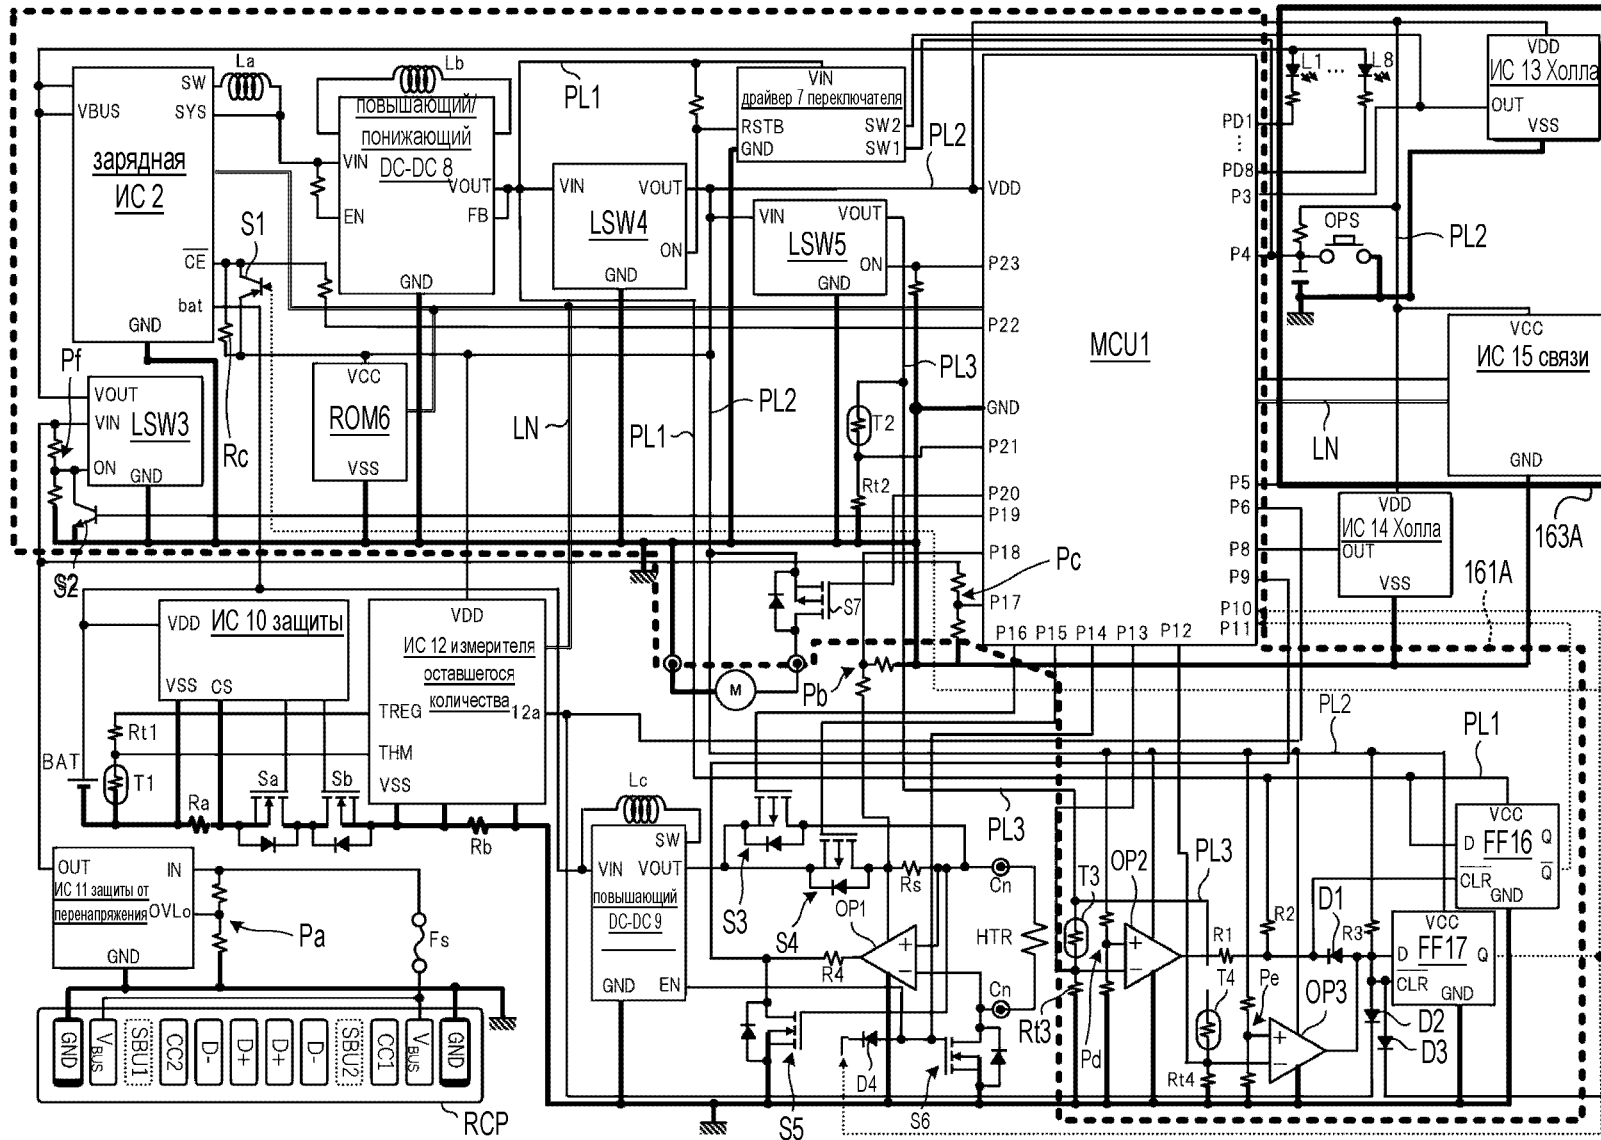 La
SW
VBUS
SYS
зарядная
ИС 2
CE
bat
GND
S1
Lb
повышающий/
понижающий
DC-DC 8
VIN
EN
VOUT
FB
GND
PL1
VIN
VOUT
LSW4
ON
GND
VIN
драйвер 7 переключателя
RSTB
GND
SW2
SW1
PL2
VIN
VOUT
LSW5
ON
GND
VDD
P23
P22
MCU1
GND
P21
P20
P19
P18
P17
P16
P15
P14
P13
P12
PD1
⋮
PD8
P3
P4
P5
P6
P8
P9
P10
P11
L1
...
L8
VDD
ИС 13 Холла
OUT
VSS
OPS
PL2
VCC
ИС 15 связи
GND
LN
163A
VDD
ИС 14 Холла
OUT
VSS
161A
Pf
VOUT
VIN
LSW3
ON
GND
Rc
S2
VCC
ROM6
VSS
LN
PL1
PL2
PL3
T2
Rt2
Pc
S7
Pb
M
VDD
ИС 10 защиты
VSS
CS
VDD
ИС 12 измерителя
оставшегося
количества
TREG
12a
THM
VSS
Rt1
T1
BAT
Ra
Sa
Sb
Rb
OUT
IN
ИС 11 защиты от
перенапряжения
OVLo
GND
Pa
Fs
GND
VBUS
SBU1
CC2
D-
D+
D+
D-
SBU2
CC1
VBUS
GND
RCP
Lc
SW
VIN
VOUT
повышающий
DC-DC 9
GND
EN
S3
S4
Rs
OP1
R4
Cn
HTR
Cn
S5
D4
S6
PL3
T3
OP2
Rt3
Pd
PL3
R1
R2
D1
R3
T4
Pe
OP3
Rt4
D2
D3
PL2
PL1
VCC
D
Q
FF16
CLR
Q
GND
VCC
D
FF17
Q
CLR
GND